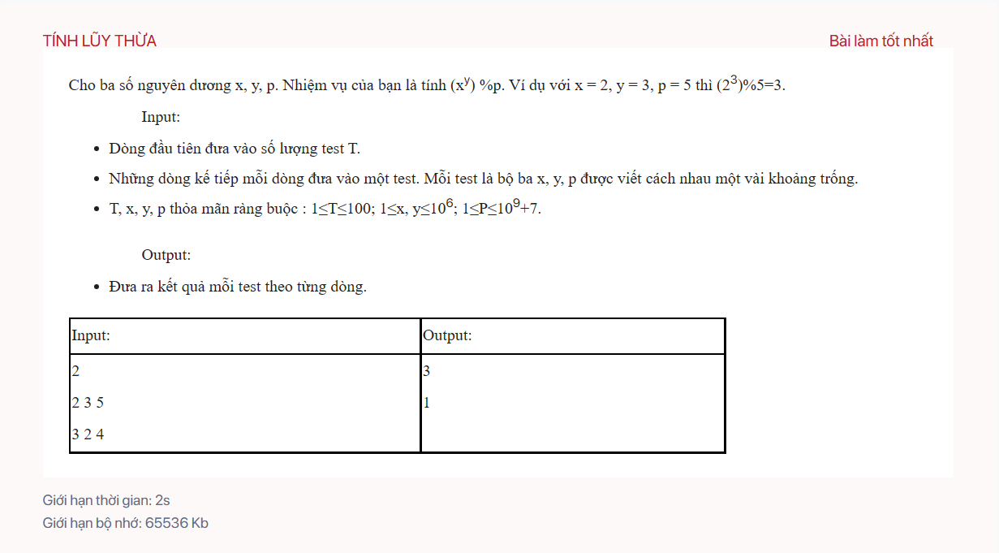 TÍNH LŨY THỪA
Bài làm tốt nhất
Cho ba số nguyên dương x, y, p. Nhiệm vụ của bạn là tính (x^y) %p. Ví dụ với x = 2, y = 3, p = 5 thì (2^3)%5=3.
Input:
• Dòng đầu tiên đưa vào số lượng test T.
• Những dòng kế tiếp mỗi dòng đưa vào một test. Mỗi test là bộ ba x, y, p được viết cách nhau một vài khoảng trống.
• T, x, y, p thỏa mãn ràng buộc : 1≤T≤100; 1≤x, y≤10^6; 1≤P≤10^9+7.
Output:
• Đưa ra kết quả mỗi test theo từng dòng.
Input:
Output:
2
2 3 5
3 2 4
3
1
Giới hạn thời gian: 2s
Giới hạn bộ nhớ: 65536 Kb